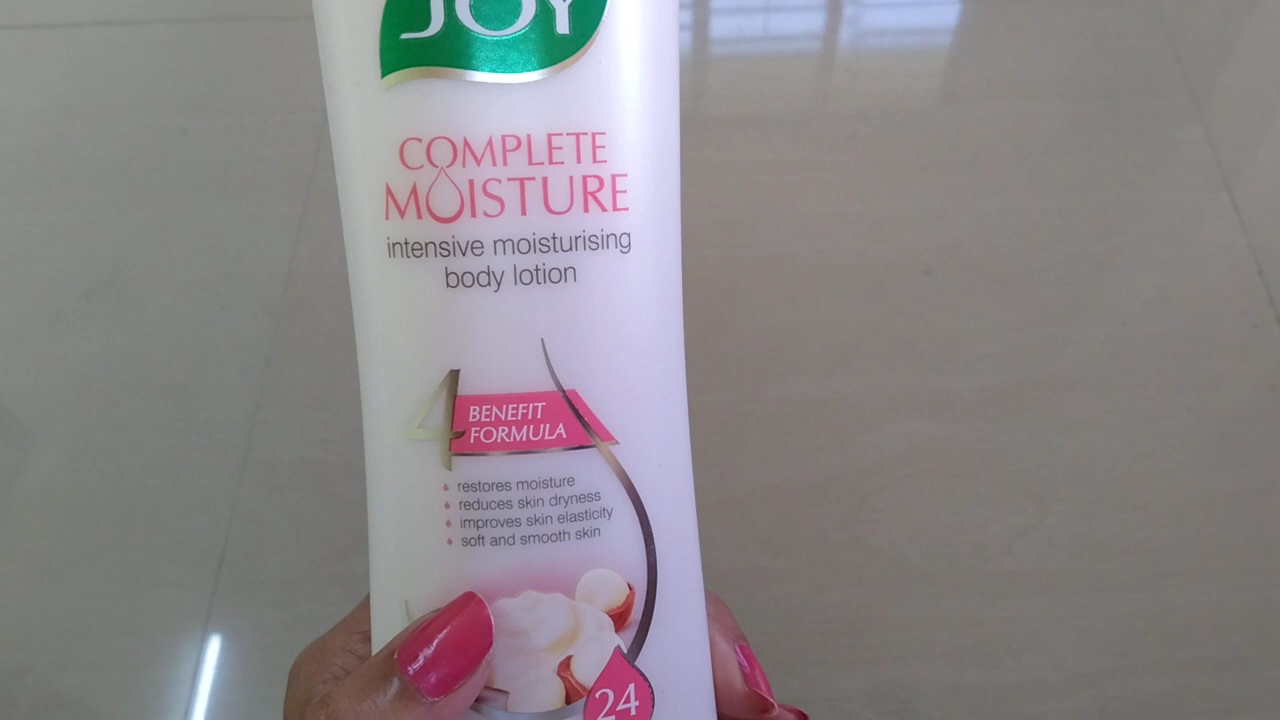 JOY
COMPLETE
MOISTURE
intensive moisturising
body lotion
4 BENEFIT
FORMULA
restores moisture
reduces skin dryness
improves skin elasticity
soft and smooth skin
24